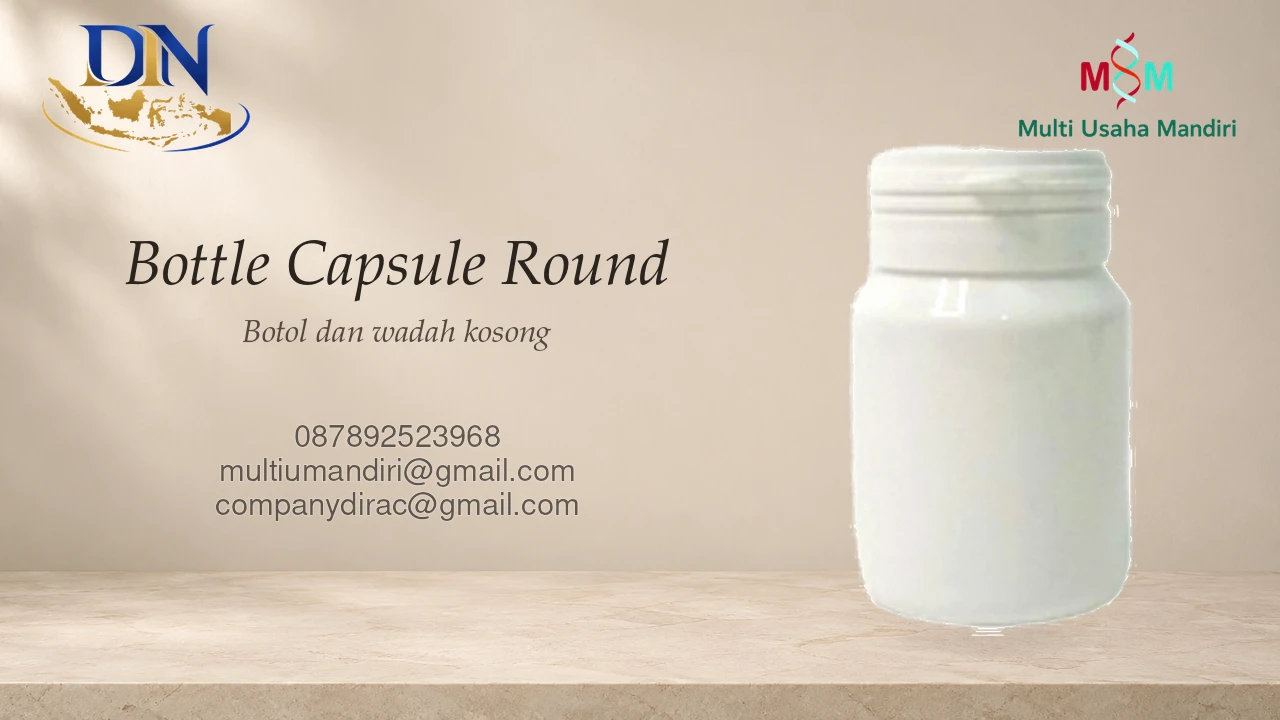 DN
M M
Multi Usaha Mandiri
Bottle Capsule Round
Botol dan wadah kosong
087892523968
multiumandiri@gmail.com
companydirac@gmail.com